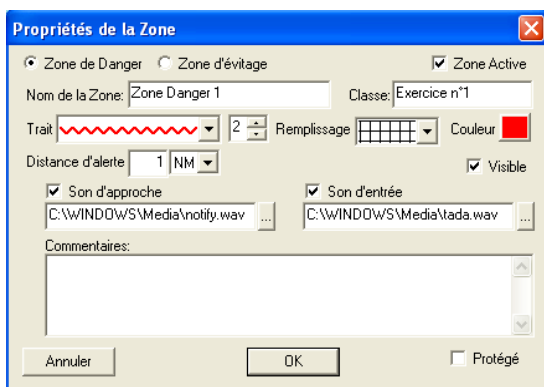 Propriétés de la Zone
Zone de Danger Zone d'évitage Zone Active
Nom de la Zone: Zone Danger 1 Classe: Exercice n°1
Trait 2 Remplissage Couleur
Distance d'alerte 1 NM Visible
Son d'approche Son d'entrée
C:\WINDOWS\Media\notify.wav ... C:\WINDOWS\Media\tada.wav ...
Commentaires:
Annuler OK Protégé